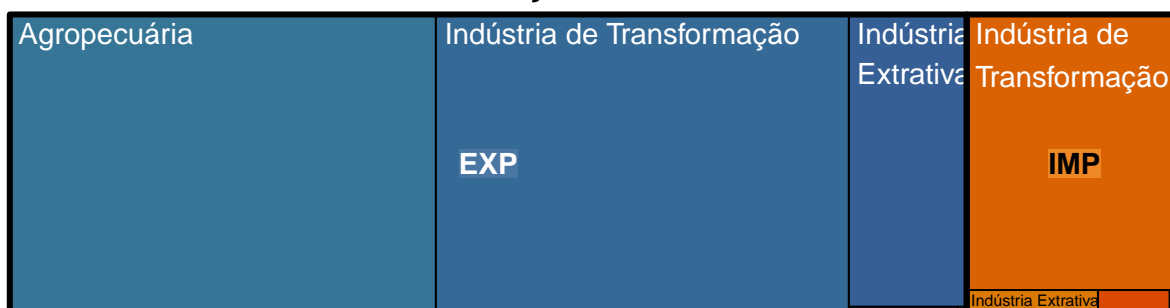 Agropecuária
Indústria de Transformação
Indústria
Extrativa
EXP
Indústria de
Transformação
IMP
Indústria Extrativa